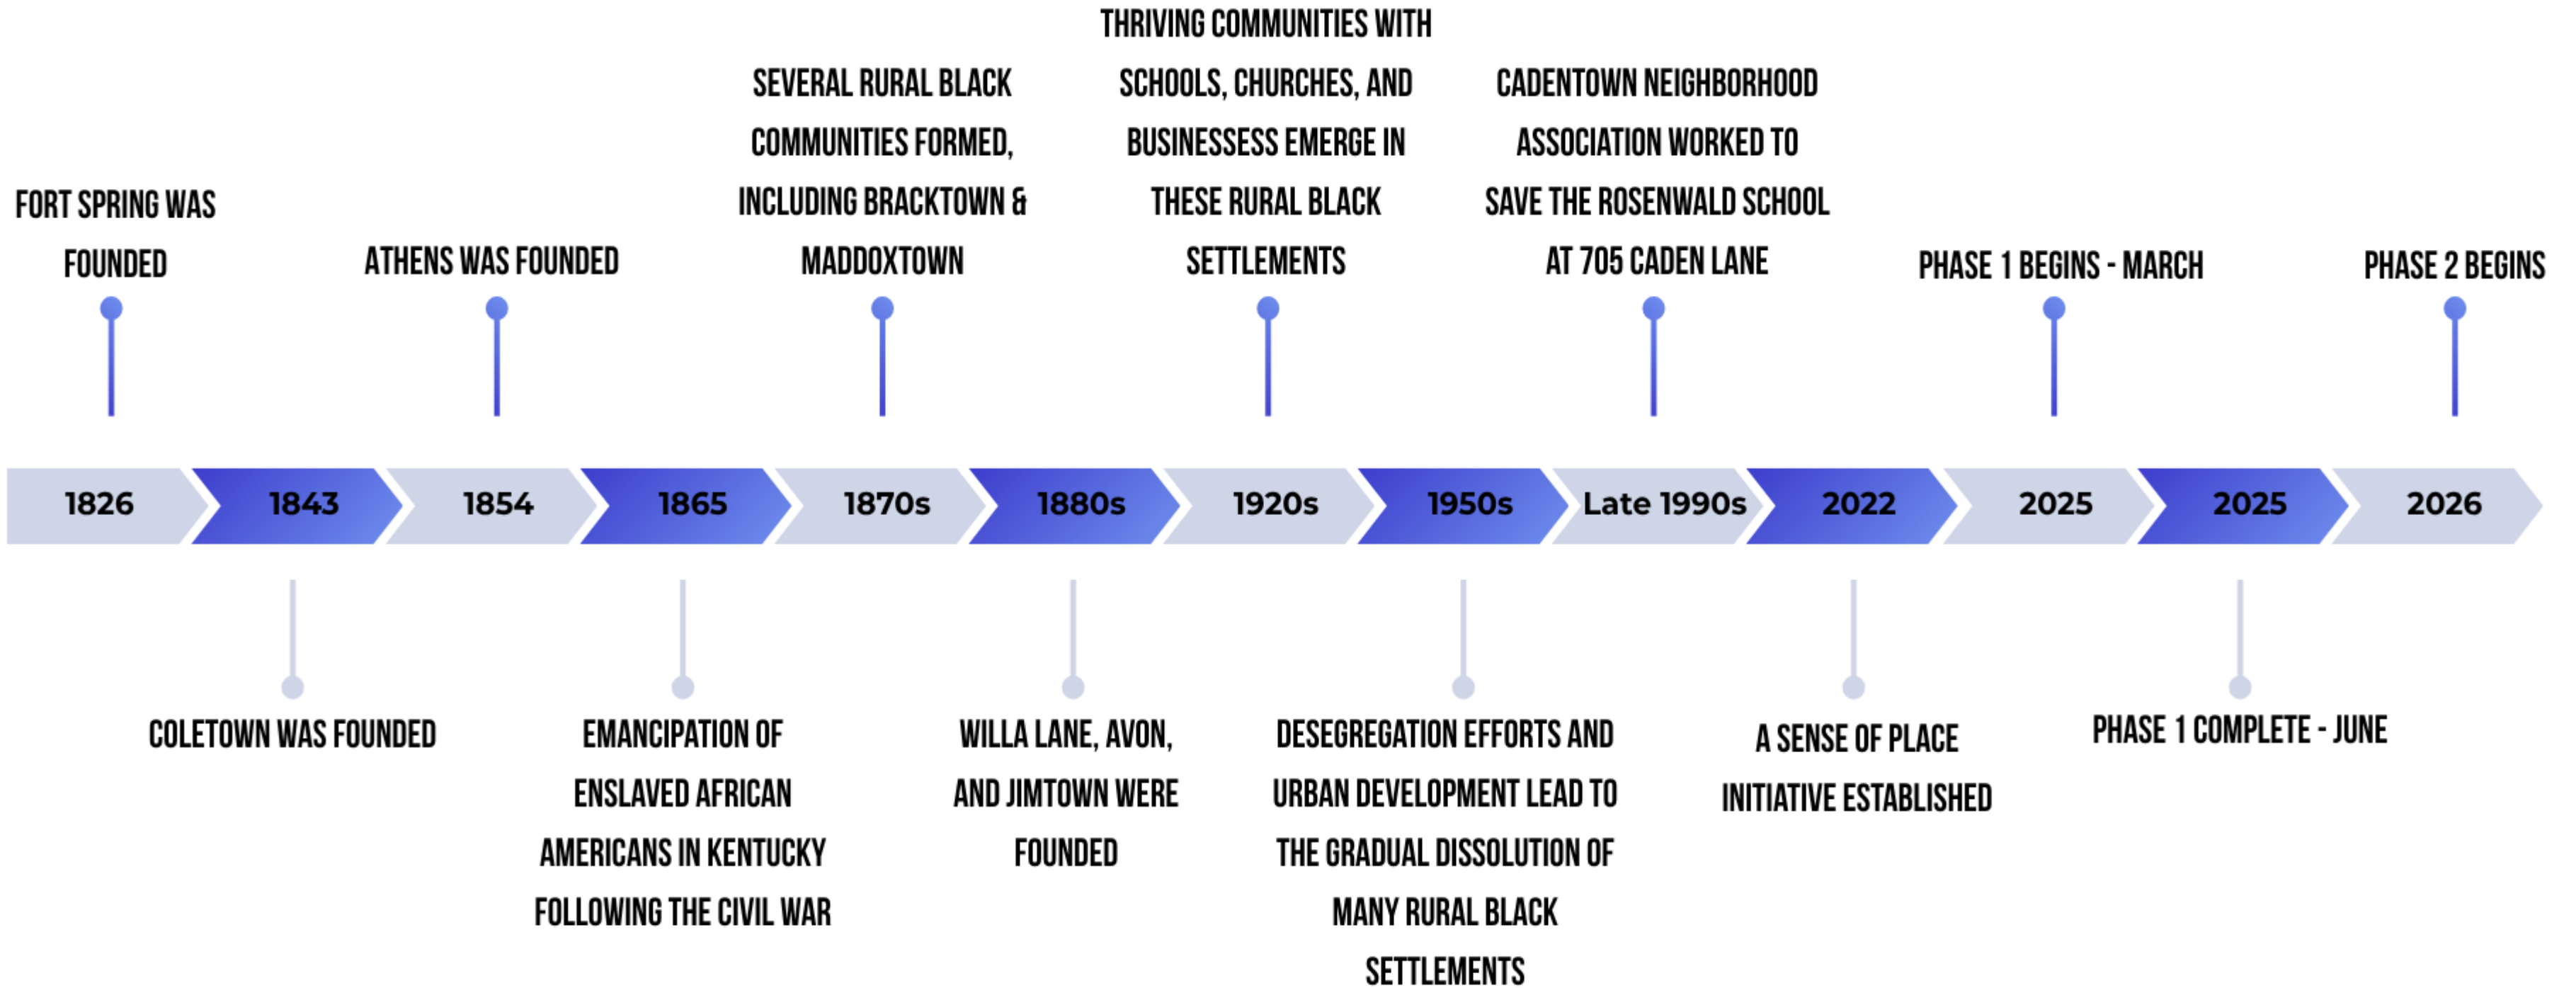 FORT SPRING WAS
FOUNDED
ATHENS WAS FOUNDED
SEVERAL RURAL BLACK
COMMUNITIES FORMED,
INCLUDING BRACKTOWN &
MADDOXTOWN
THRIVING COMMUNITIES WITH
SCHOOLS, CHURCHES, AND
BUSINESSESS EMERGE IN
THESE RURAL BLACK
SETTLEMENTS
CADENTOWN NEIGHBORHOOD
ASSOCIATION WORKED TO
SAVE THE ROSENWALD SCHOOL
AT 705 CADEN LANE
PHASE 1 BEGINS - MARCH
PHASE 2 BEGINS
1826
1843
1854
1865
1870s
1880s
1920s
1950s
Late 1990s
2022
2025
2025
2026
COLETOWN WAS FOUNDED
EMANCIPATION OF
ENSLAVED AFRICAN
AMERICANS IN KENTUCKY
FOLLOWING THE CIVIL WAR
WILLA LANE, AVON,
AND JIMTOWN WERE
FOUNDED
DESEGREGATION EFFORTS AND
URBAN DEVELOPMENT LEAD TO
THE GRADUAL DISSOLUTION OF
MANY RURAL BLACK
SETTLEMENTS
A SENSE OF PLACE
INITIATIVE ESTABLISHED
PHASE 1 COMPLETE - JUNE